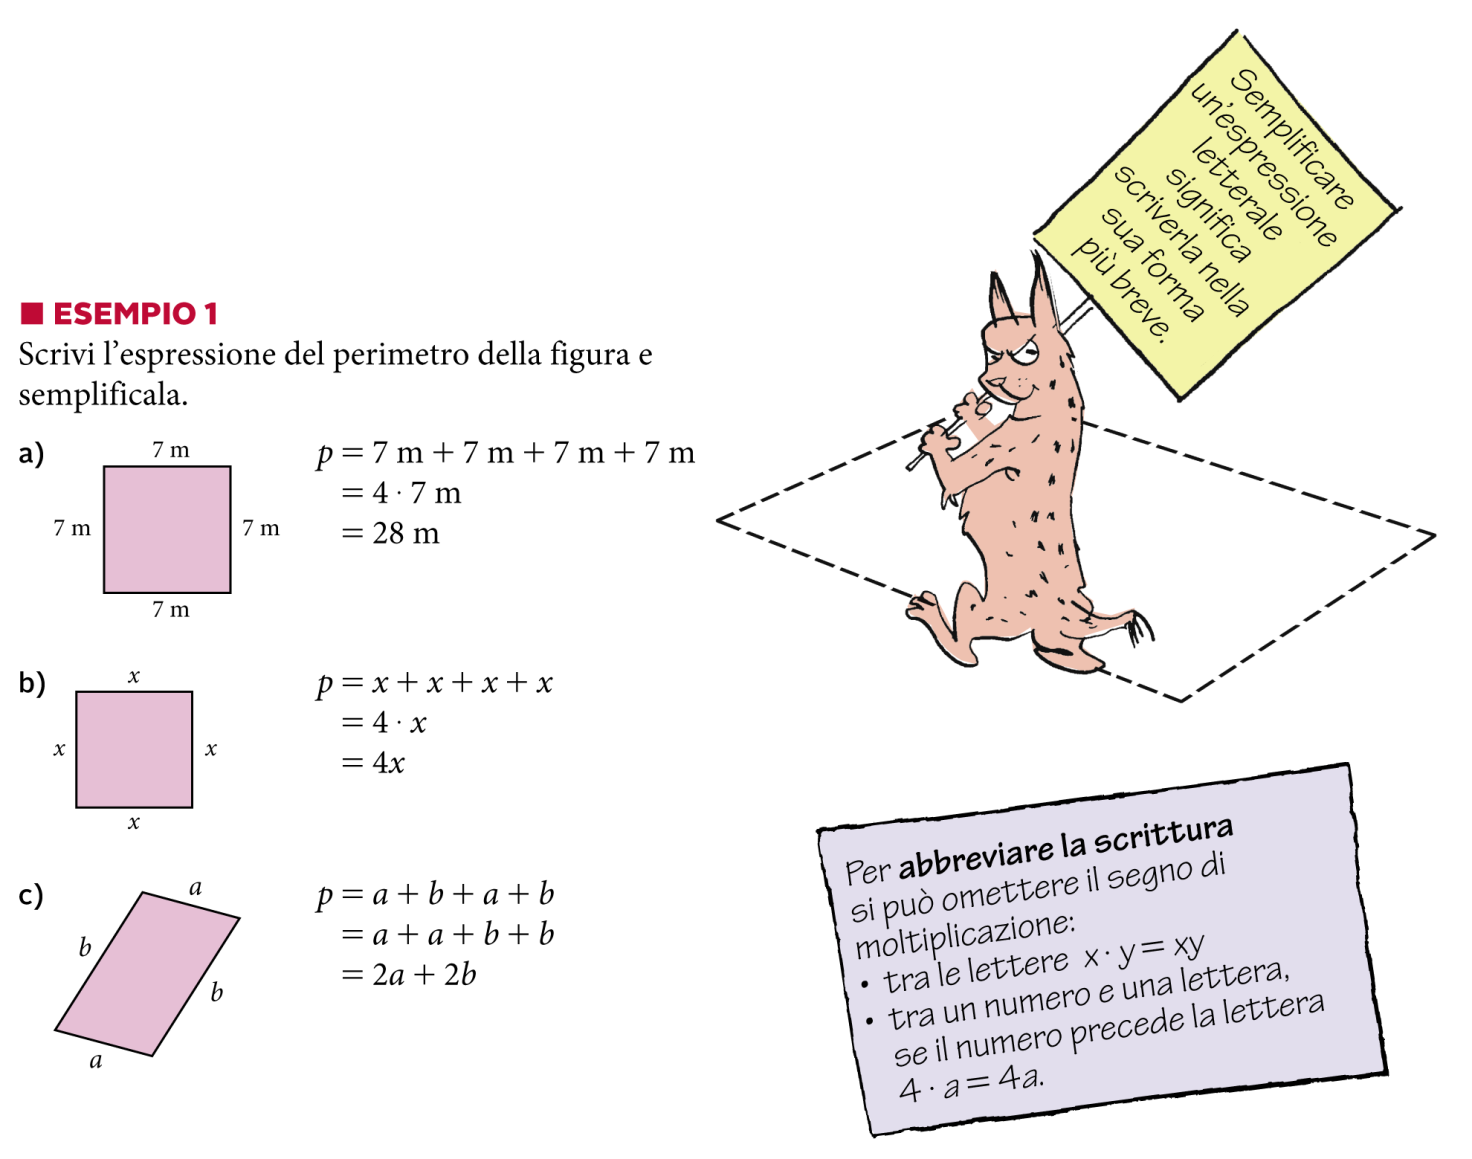 Semplificare
un'espressione
letterale
significa
scriverla nella
sua forma
più breve.
■ ESEMPIO 1
Scrivi l'espressione del perimetro della figura e
semplificala.
a)
7 m
7 m
7 m
7 m
p = 7 m + 7 m + 7 m + 7 m
= 4 · 7 m
= 28 m
b)
x
x
x
x
p = x + x + x + x
= 4 · x
= 4x
c)
a
b
b
a
p = a + b + a + b
= a + a + b + b
= 2a + 2b
Per abbreviare la scrittura
si può omettere il segno di
moltiplicazione:
• tra le lettere x · y = xy
• tra un numero e una lettera,
se il numero precede la lettera
4 · a = 4a.